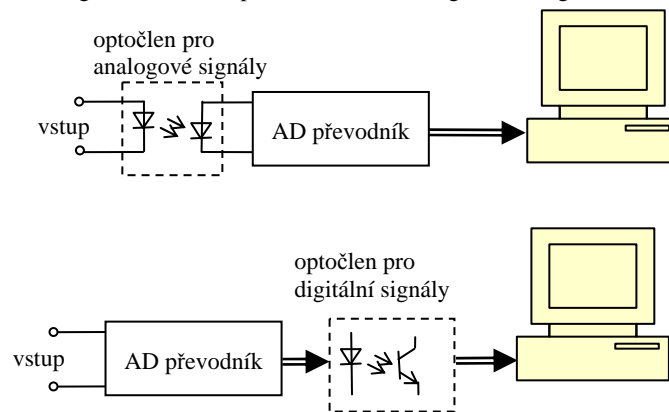 optočlen pro
analogové signály
vstup
AD převodník
optočlen pro
digitální signály
vstup
AD převodník